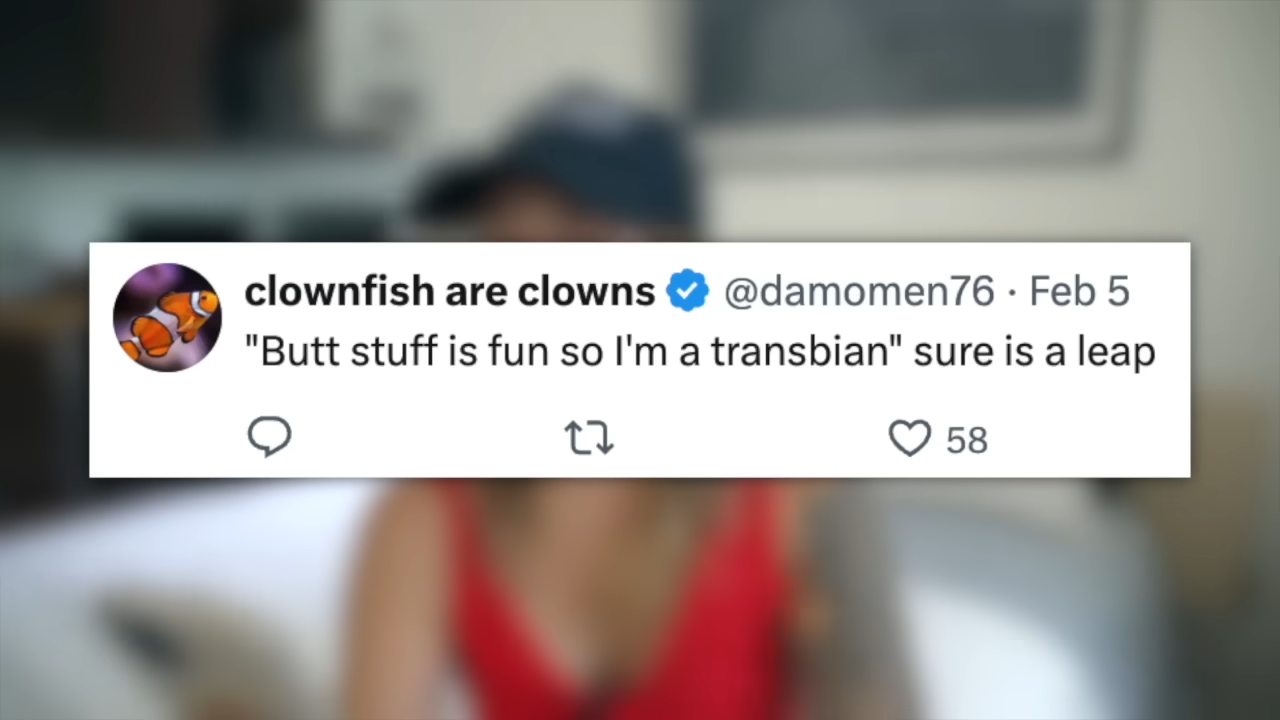 clownfish are clowns @damomen76 · Feb 5
"Butt stuff is fun so I'm a transbian" sure is a leap
58